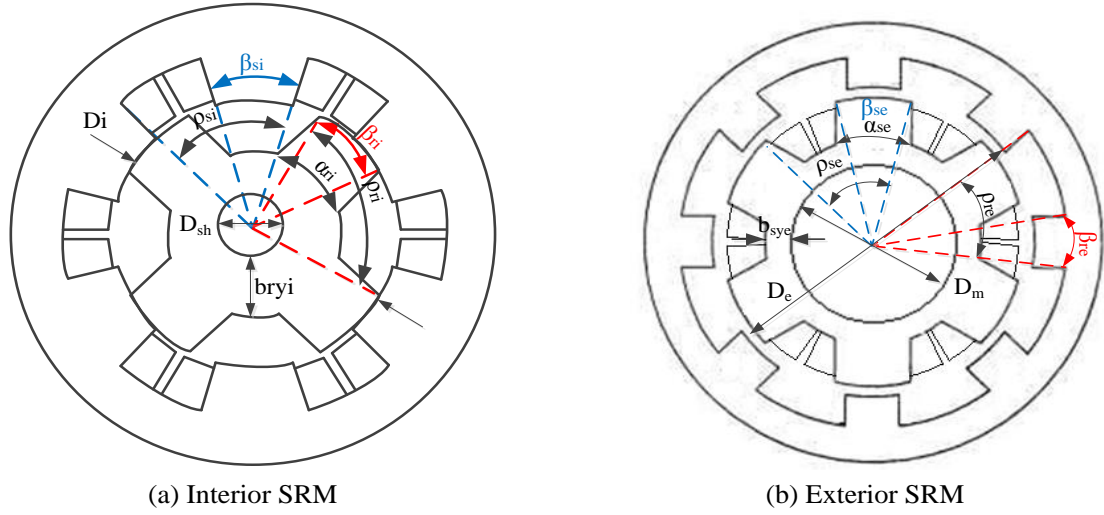 βsi
Di
ρsi
βri
αri
ρri
Dsh
bryi
(a) Interior SRM
βse
αse
ρse
ρre
bsye
βre
De
Dm
(b) Exterior SRM